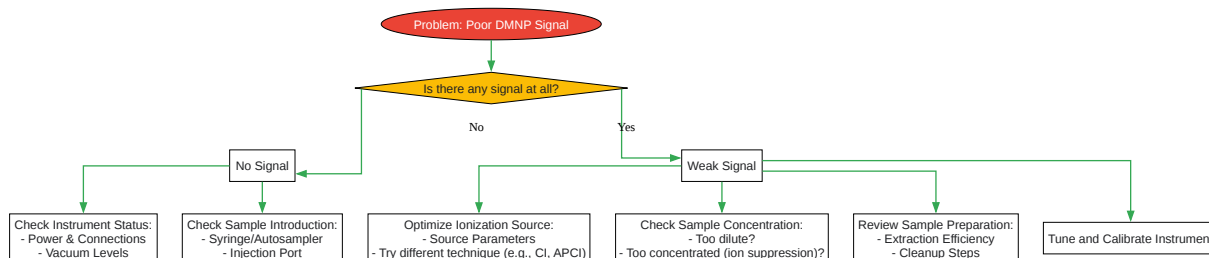 Problem: Poor DMNP Signal
Is there any signal at all?
No
Yes
No Signal
Weak Signal
Check Instrument Status:
- Power & Connections
- Vacuum Levels
Check Sample Introduction:
- Syringe/Autosampler
- Injection Port
Optimize Ionization Source:
- Source Parameters
- Try different technique (e.g., CI, APCI)
Check Sample Concentration:
- Too dilute?
- Too concentrated (ion suppression)?
Review Sample Preparation:
- Extraction Efficiency
- Cleanup Steps
Tune and Calibrate Instrument